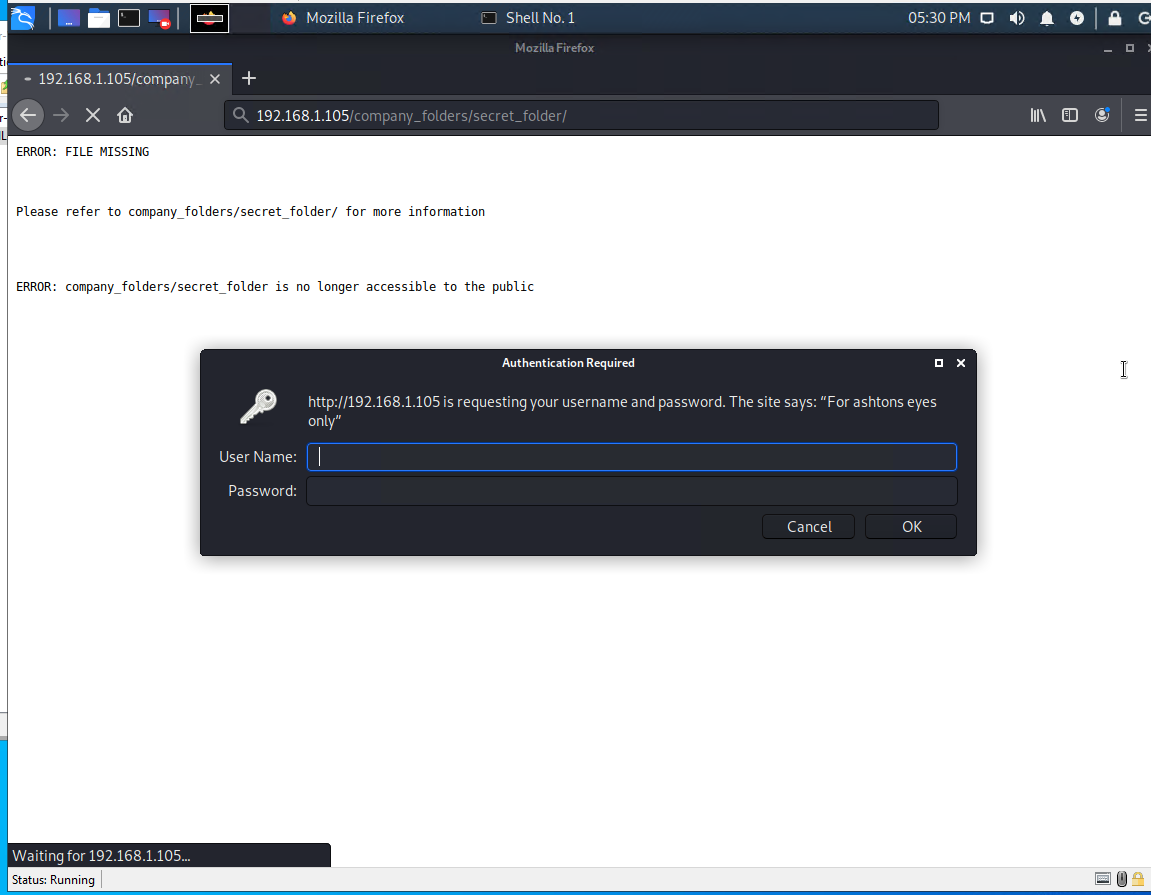 Mozilla Firefox
Shell No. 1
05:30 PM
Mozilla Firefox
192.168.1.105/company_
192.168.1.105/company_folders/secret_folder/
ERROR: FILE MISSING
Please refer to company_folders/secret_folder/ for more information
ERROR: company_folders/secret_folder is no longer accessible to the public
Authentication Required
http://192.168.1.105 is requesting your username and password. The site says: “For ashtons eyes
only”
User Name:
Password:
Cancel
OK
Waiting for 192.168.1.105...
Status: Running